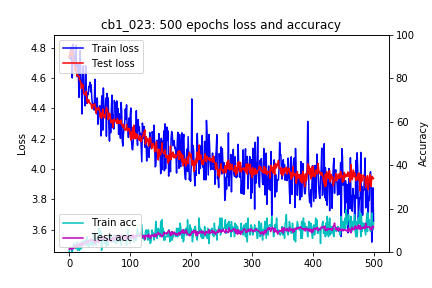 cb1_023: 500 epochs loss and accuracy
Train loss
Test loss
Train acc
Test acc
Loss
Accuracy
4.8
4.6
4.4
4.2
4.0
3.8
3.6
100
80
60
40
20
0
0
100
200
300
400
500